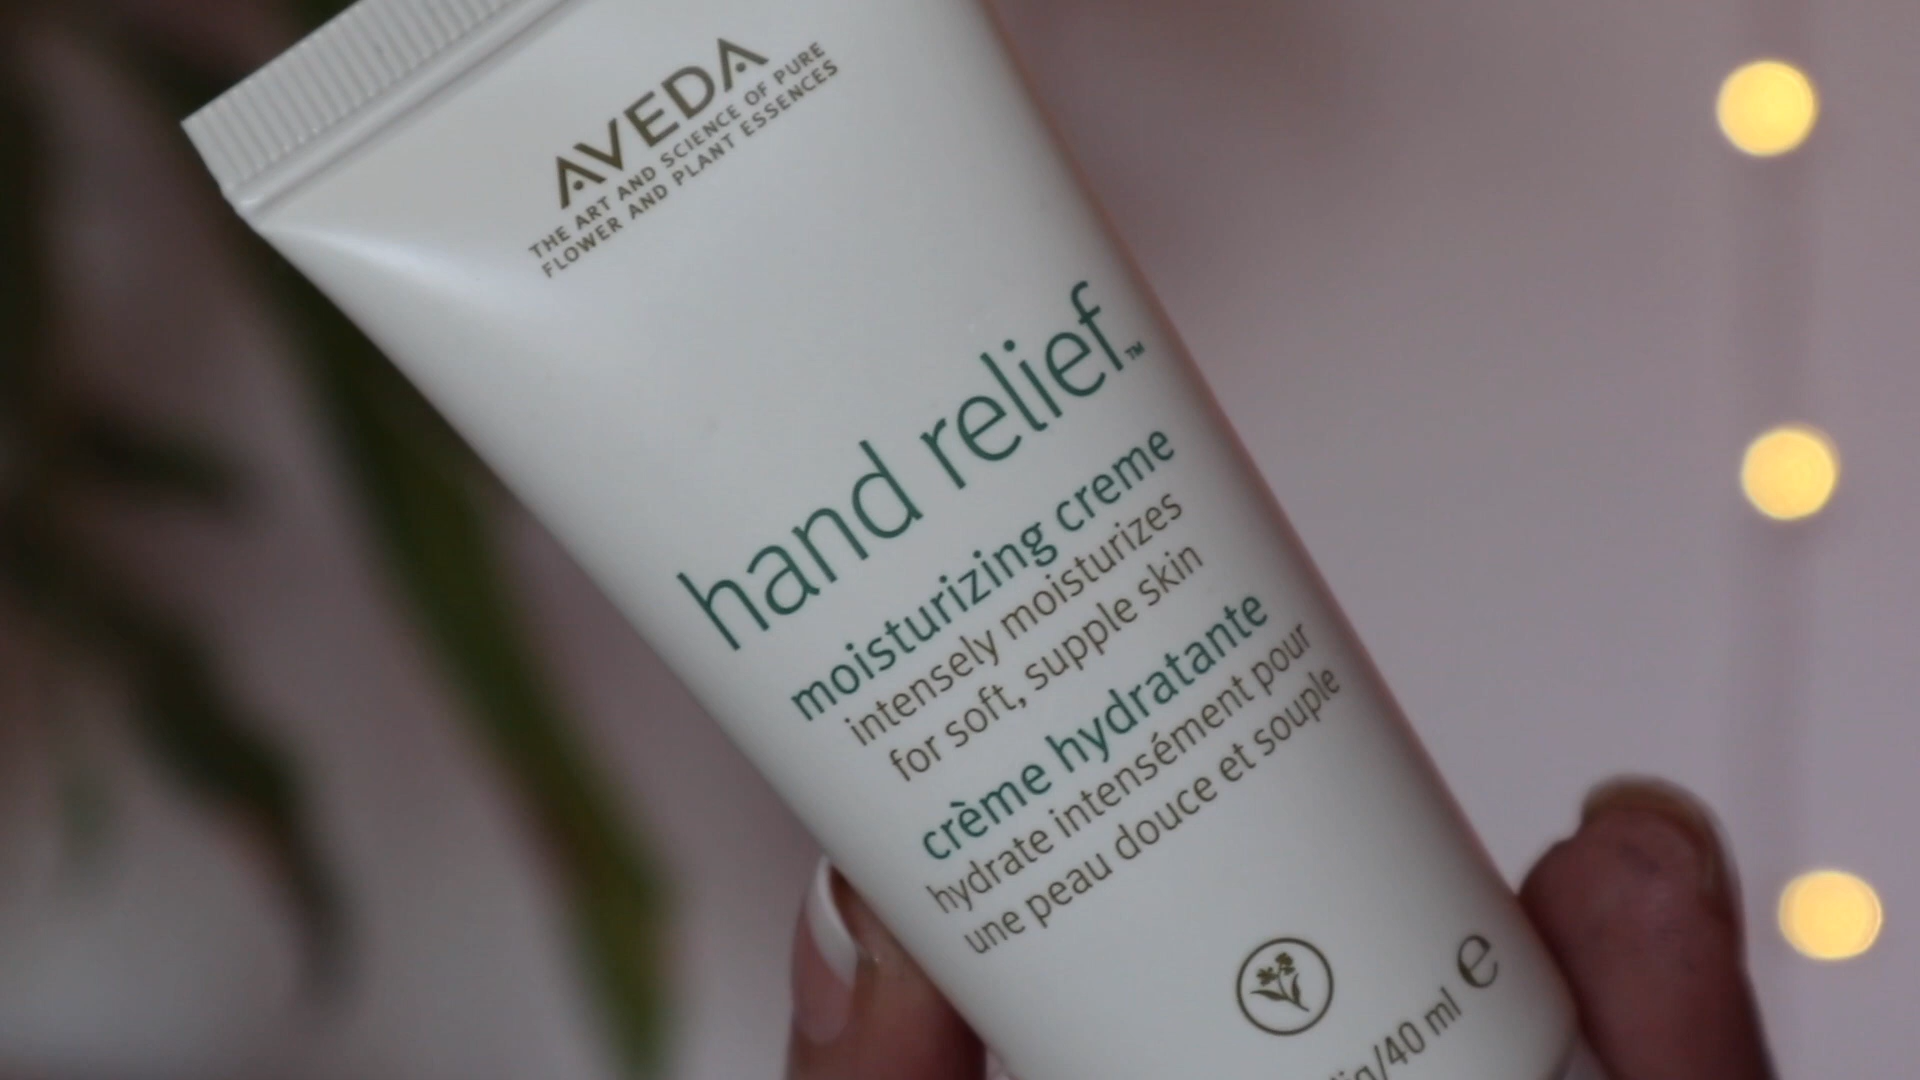 AVEDA
THE ART AND SCIENCE OF PURE
FLOWER AND PLANT ESSENCES
hand relief™
moisturizing creme
intensely moisturizes
for soft, supple skin
crème hydratante
hydrate intensément pour
une peau douce et souple
/40 ml e